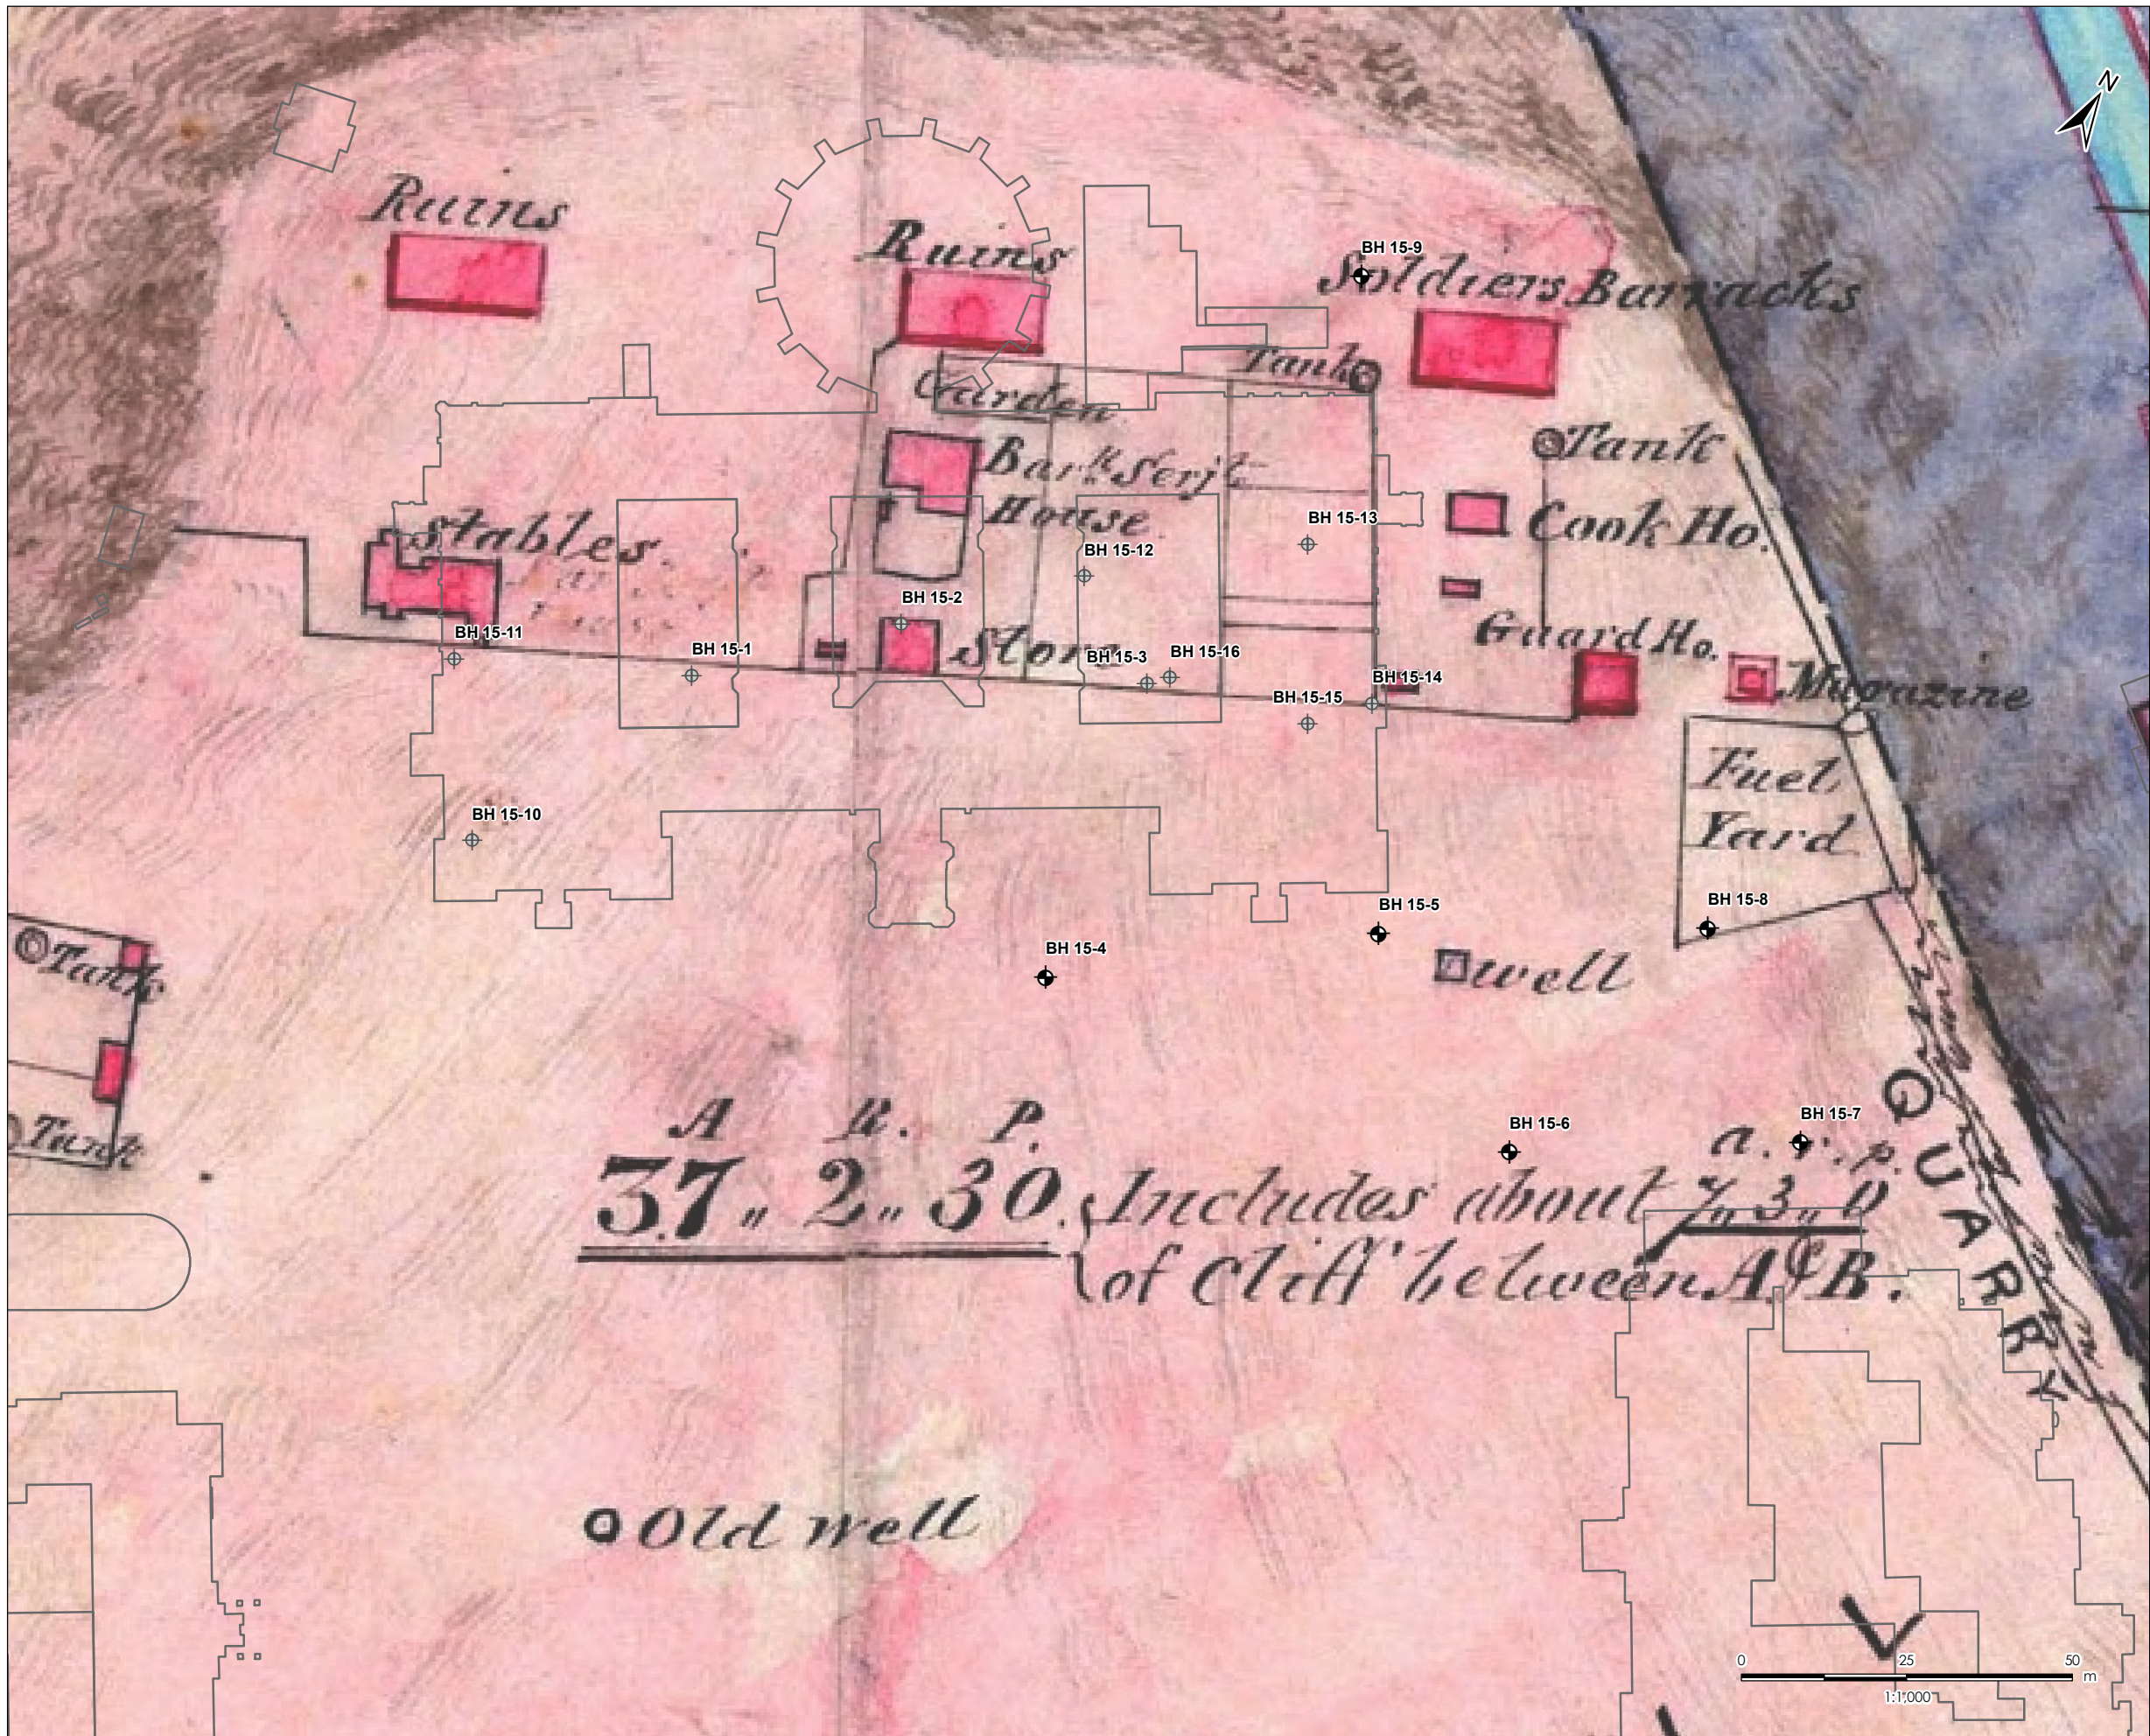 N
Ruins
Ruins
BH 15-9
Soldiers Barracks
Tank
Garden
Tank
Bar.k Serjt
House
Cook Ho.
Stables
BH 15-13
BH 15-12
BH 15-2
Guard Ho.
BH 15-11
BH 15-1
Store
BH 15-3
BH 15-16
BH 15-14
Magazine
BH 15-15
Fuel
Yard
BH 15-10
BH 15-8
BH 15-5
BH 15-4
Tank
well
QUARRY
A R. P.
37,, 2,, 30.
BH 15-6
BH 15-7
a. r. p.
Includes about 7,, 3,, 0
of Cliff between A & B.
Tank
Old well
0 25 50
m
1:1,000